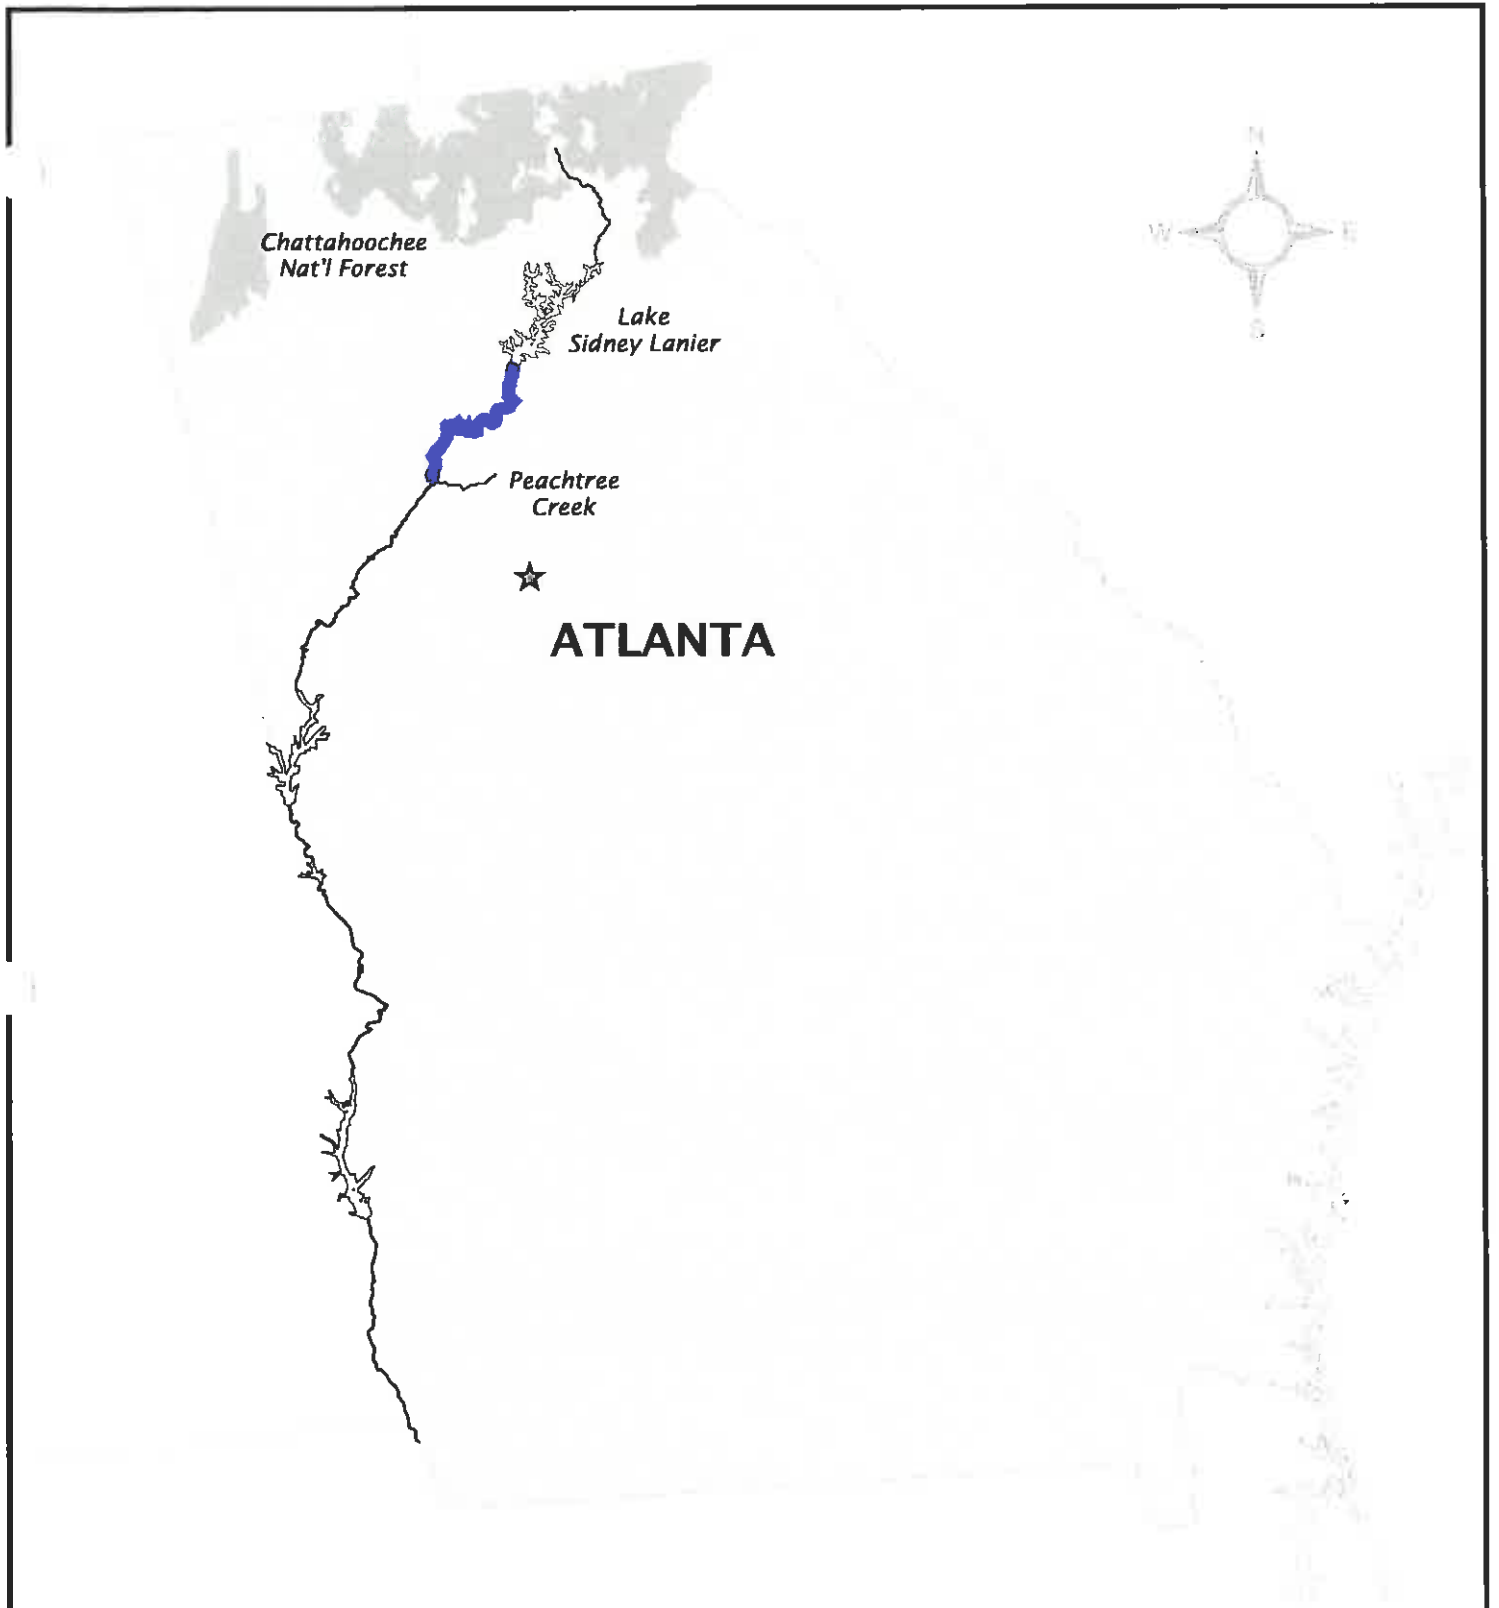 N
W
E
S
Chattahoochee
Nat'l Forest
Lake
Sidney Lanier
Peachtree
Creek
ATLANTA